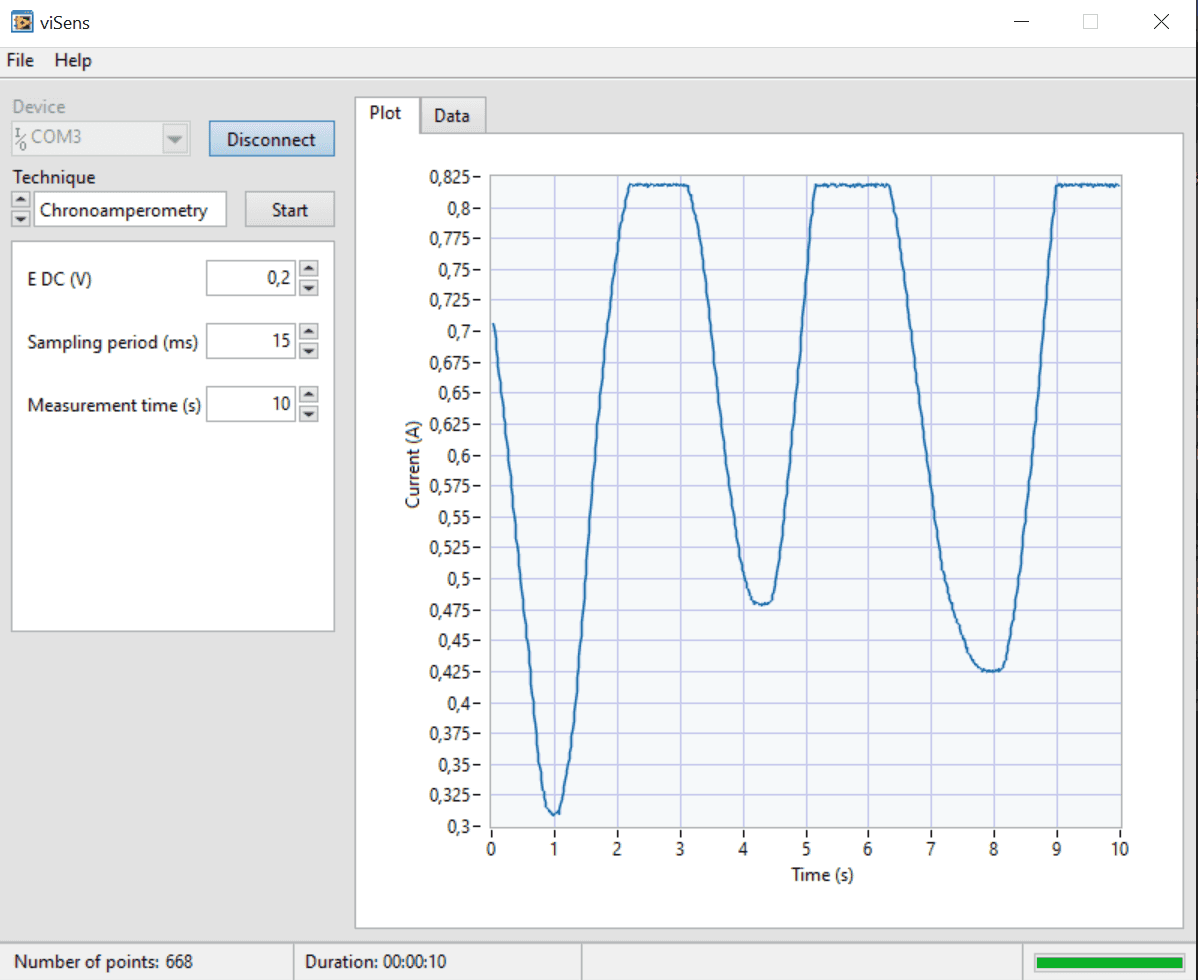 viSens
File Help
Device
COM3 Disconnect
Technique
Chronoamperometry Start
E DC (V) 0,2
Sampling period (ms) 15
Measurement time (s) 10
Plot Data
0,825
0,8
0,775
0,75
0,725
0,7
0,675
0,65
0,625
0,6
0,575
0,55
0,525
0,5
0,475
0,45
0,425
0,4
0,375
0,35
0,325
0,3
Current (A)
0 1 2 3 4 5 6 7 8 9 10
Time (s)
Number of points: 668 Duration: 00:00:10